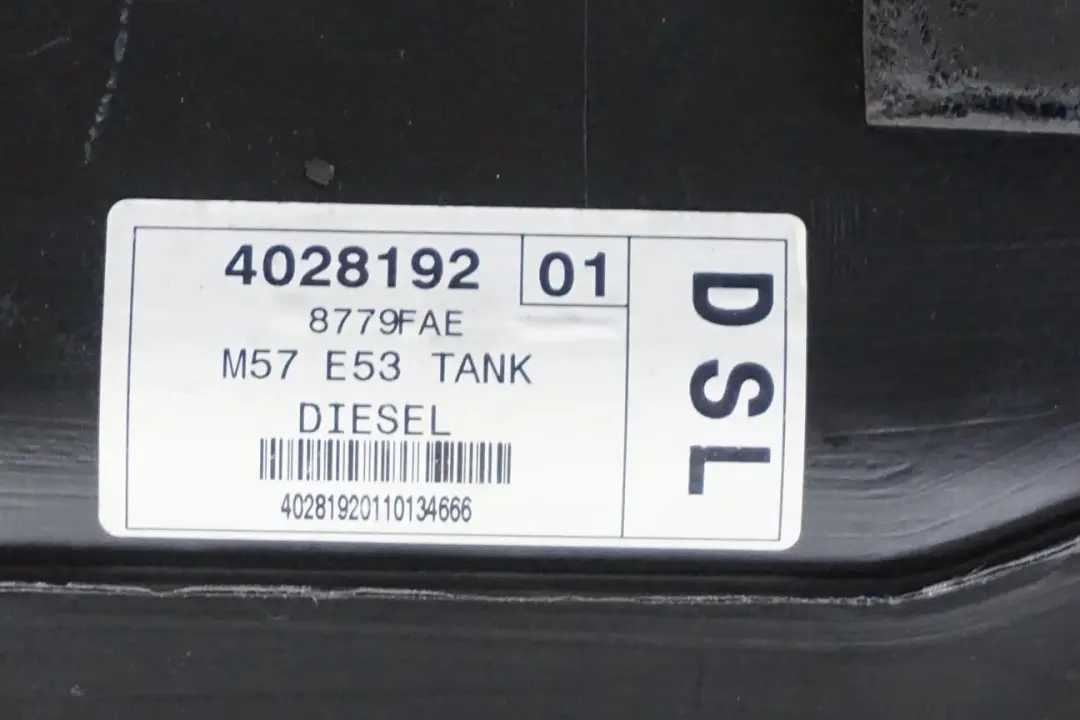 4028192 01
8779FAE
M57 E53 TANK
DIESEL
40281920110134666
DSL